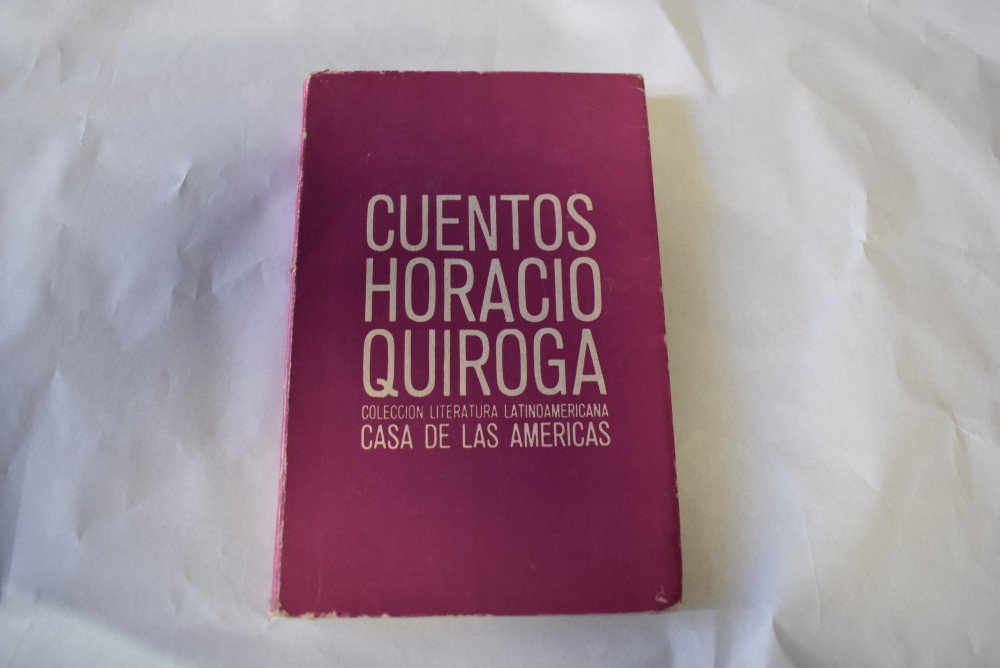 CUENTOS
HORACIO
QUIROGA
COLECCION LITERATURA LATINOAMERICANA
CASA DE LAS AMERICAS